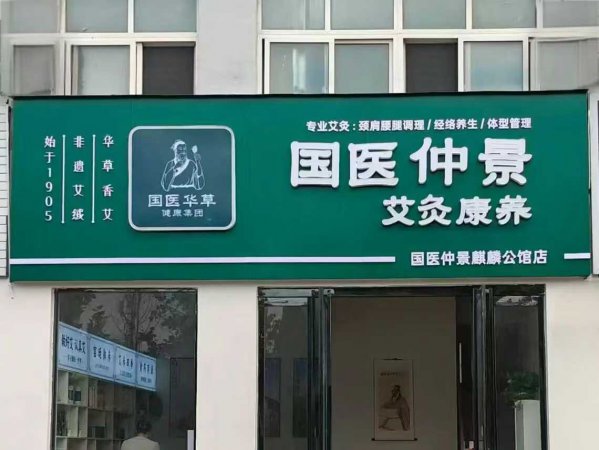 华草香艾
非遗艾绒
始于1905
国医华草
健康集团
专业艾灸:颈肩腰腿调理/经络养生/体型管理
国医仲景
艾灸康养
国医仲景麒麟公馆店